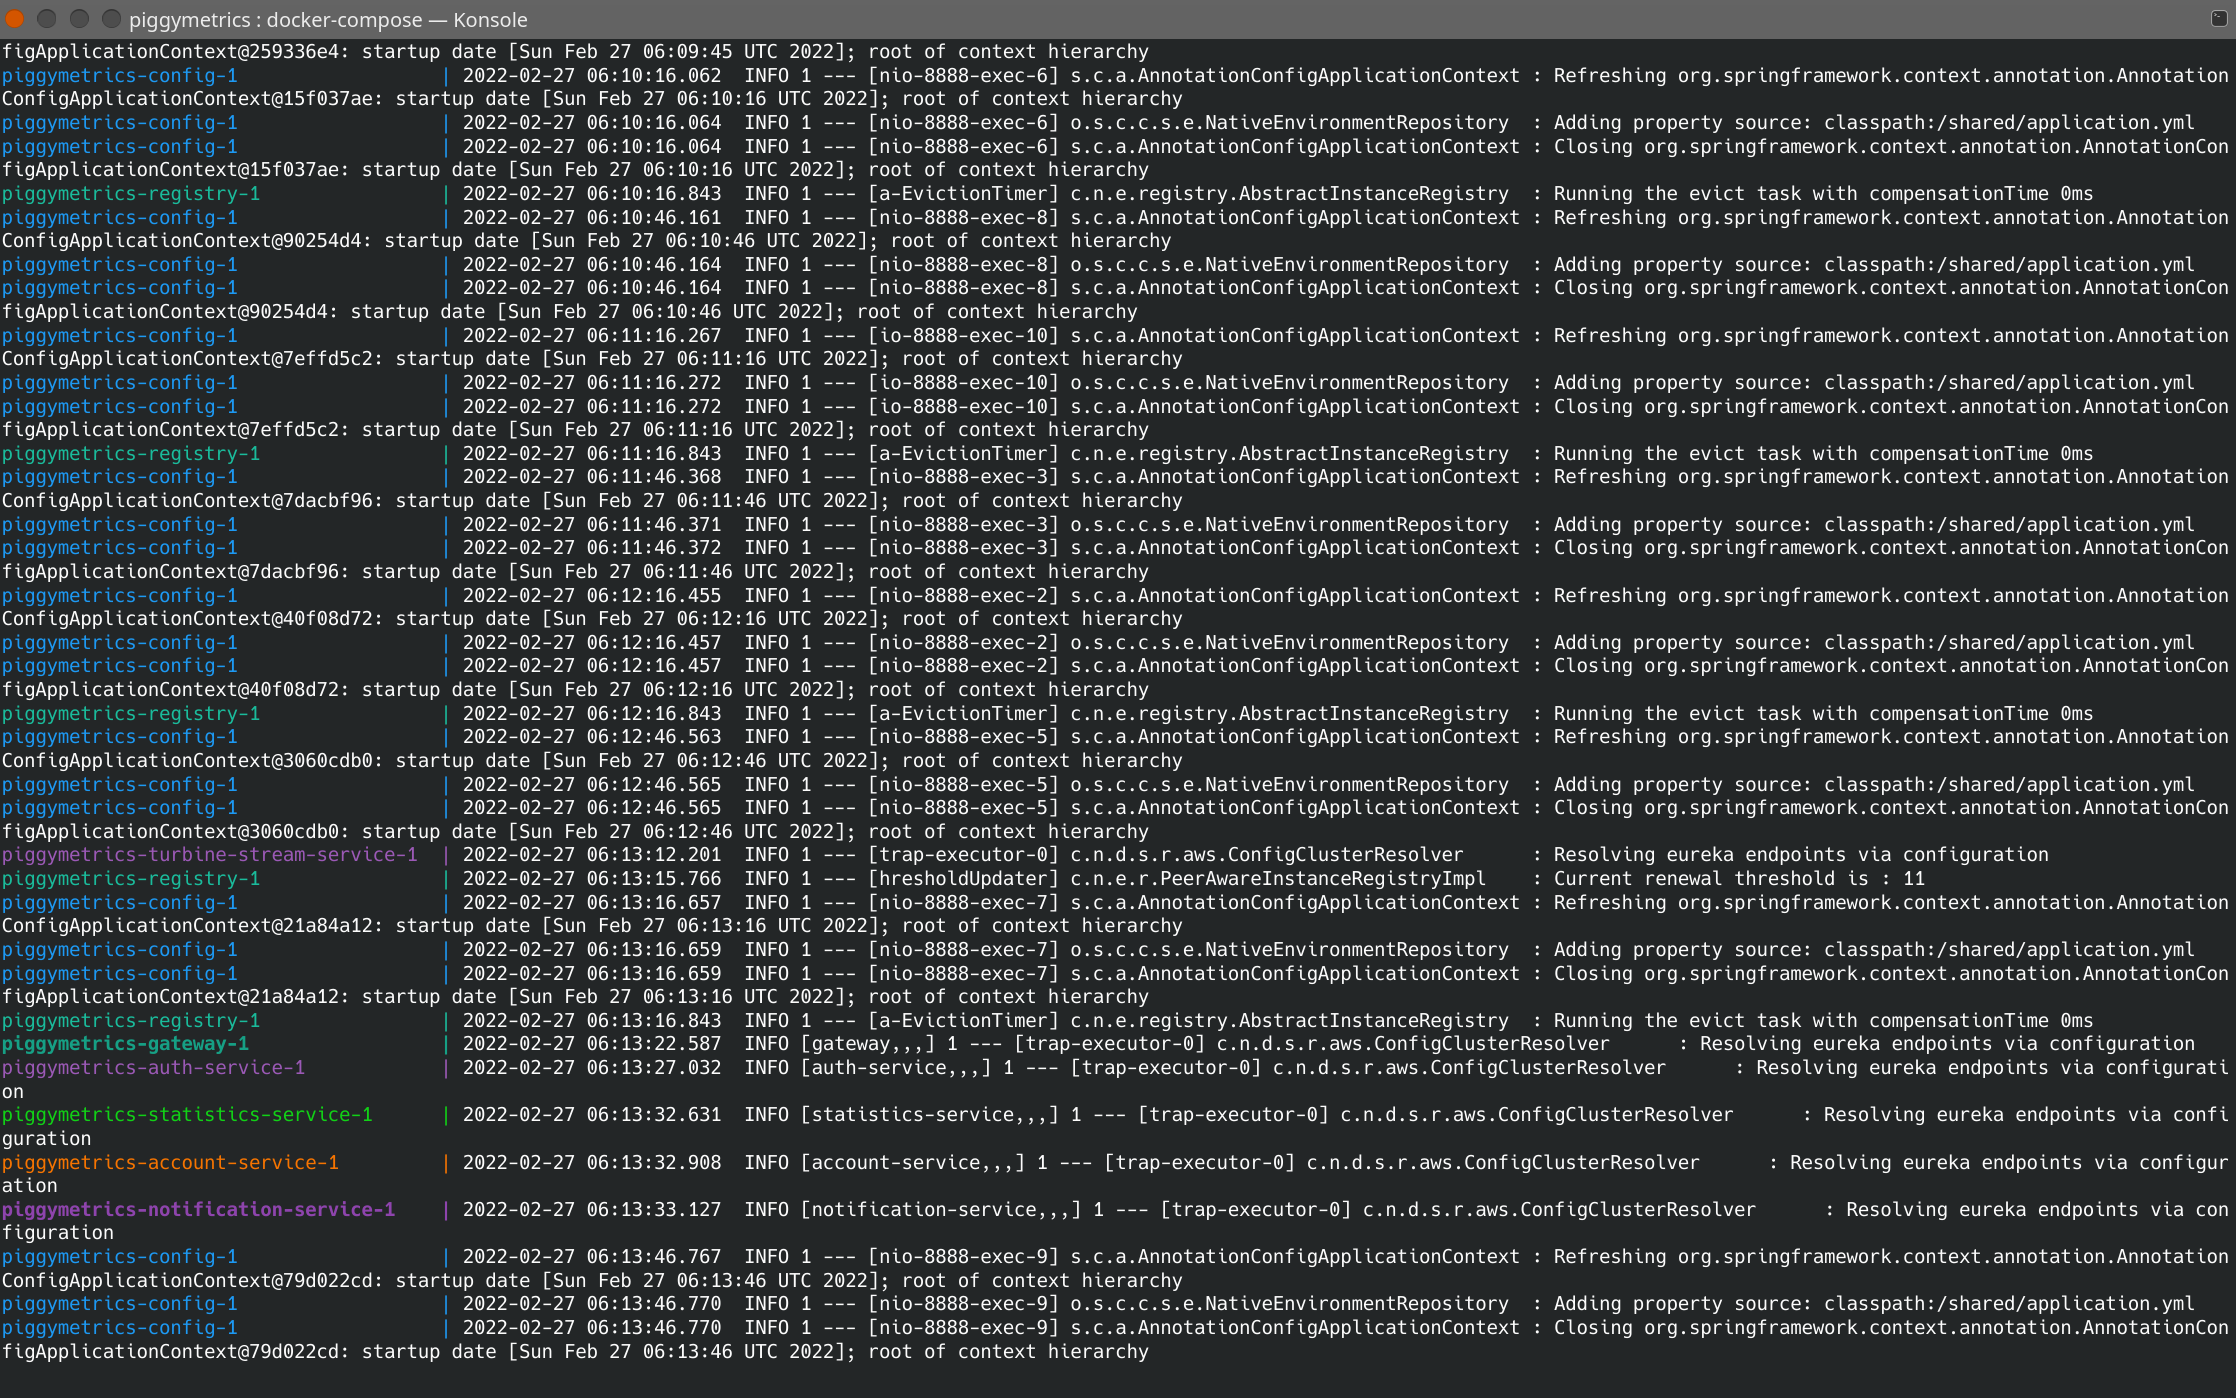 piggymetrics : docker-compose — Konsole
figApplicationContext@259336e4: startup date [Sun Feb 27 06:09:45 UTC 2022]; root of context hierarchy
piggymetrics-config-1                  | 2022-02-27 06:10:16.062  INFO 1 --- [nio-8888-exec-6] s.c.a.AnnotationConfigApplicationContext : Refreshing org.springframework.context.annotation.Annotation
ConfigApplicationContext@15f037ae: startup date [Sun Feb 27 06:10:16 UTC 2022]; root of context hierarchy
piggymetrics-config-1                  | 2022-02-27 06:10:16.064  INFO 1 --- [nio-8888-exec-6] o.s.c.c.s.e.NativeEnvironmentRepository  : Adding property source: classpath:/shared/application.yml
piggymetrics-config-1                  | 2022-02-27 06:10:16.064  INFO 1 --- [nio-8888-exec-6] s.c.a.AnnotationConfigApplicationContext : Closing org.springframework.context.annotation.AnnotationCon
figApplicationContext@15f037ae: startup date [Sun Feb 27 06:10:16 UTC 2022]; root of context hierarchy
piggymetrics-registry-1                | 2022-02-27 06:10:16.843  INFO 1 --- [a-EvictionTimer] c.n.e.registry.AbstractInstanceRegistry  : Running the evict task with compensationTime 0ms
piggymetrics-config-1                  | 2022-02-27 06:10:46.161  INFO 1 --- [nio-8888-exec-8] s.c.a.AnnotationConfigApplicationContext : Refreshing org.springframework.context.annotation.Annotation
ConfigApplicationContext@90254d4: startup date [Sun Feb 27 06:10:46 UTC 2022]; root of context hierarchy
piggymetrics-config-1                  | 2022-02-27 06:10:46.164  INFO 1 --- [nio-8888-exec-8] o.s.c.c.s.e.NativeEnvironmentRepository  : Adding property source: classpath:/shared/application.yml
piggymetrics-config-1                  | 2022-02-27 06:10:46.164  INFO 1 --- [nio-8888-exec-8] s.c.a.AnnotationConfigApplicationContext : Closing org.springframework.context.annotation.AnnotationCon
figApplicationContext@90254d4: startup date [Sun Feb 27 06:10:46 UTC 2022]; root of context hierarchy
piggymetrics-config-1                  | 2022-02-27 06:11:16.267  INFO 1 --- [io-8888-exec-10] s.c.a.AnnotationConfigApplicationContext : Refreshing org.springframework.context.annotation.Annotation
ConfigApplicationContext@7effd5c2: startup date [Sun Feb 27 06:11:16 UTC 2022]; root of context hierarchy
piggymetrics-config-1                  | 2022-02-27 06:11:16.272  INFO 1 --- [io-8888-exec-10] o.s.c.c.s.e.NativeEnvironmentRepository  : Adding property source: classpath:/shared/application.yml
piggymetrics-config-1                  | 2022-02-27 06:11:16.272  INFO 1 --- [io-8888-exec-10] s.c.a.AnnotationConfigApplicationContext : Closing org.springframework.context.annotation.AnnotationCon
figApplicationContext@7effd5c2: startup date [Sun Feb 27 06:11:16 UTC 2022]; root of context hierarchy
piggymetrics-registry-1                | 2022-02-27 06:11:16.843  INFO 1 --- [a-EvictionTimer] c.n.e.registry.AbstractInstanceRegistry  : Running the evict task with compensationTime 0ms
piggymetrics-config-1                  | 2022-02-27 06:11:46.368  INFO 1 --- [nio-8888-exec-3] s.c.a.AnnotationConfigApplicationContext : Refreshing org.springframework.context.annotation.Annotation
ConfigApplicationContext@7dacbf96: startup date [Sun Feb 27 06:11:46 UTC 2022]; root of context hierarchy
piggymetrics-config-1                  | 2022-02-27 06:11:46.371  INFO 1 --- [nio-8888-exec-3] o.s.c.c.s.e.NativeEnvironmentRepository  : Adding property source: classpath:/shared/application.yml
piggymetrics-config-1                  | 2022-02-27 06:11:46.372  INFO 1 --- [nio-8888-exec-3] s.c.a.AnnotationConfigApplicationContext : Closing org.springframework.context.annotation.AnnotationCon
figApplicationContext@7dacbf96: startup date [Sun Feb 27 06:11:46 UTC 2022]; root of context hierarchy
piggymetrics-config-1                  | 2022-02-27 06:12:16.455  INFO 1 --- [nio-8888-exec-2] s.c.a.AnnotationConfigApplicationContext : Refreshing org.springframework.context.annotation.Annotation
ConfigApplicationContext@40f08d72: startup date [Sun Feb 27 06:12:16 UTC 2022]; root of context hierarchy
piggymetrics-config-1                  | 2022-02-27 06:12:16.457  INFO 1 --- [nio-8888-exec-2] o.s.c.c.s.e.NativeEnvironmentRepository  : Adding property source: classpath:/shared/application.yml
piggymetrics-config-1                  | 2022-02-27 06:12:16.457  INFO 1 --- [nio-8888-exec-2] s.c.a.AnnotationConfigApplicationContext : Closing org.springframework.context.annotation.AnnotationCon
figApplicationContext@40f08d72: startup date [Sun Feb 27 06:12:16 UTC 2022]; root of context hierarchy
piggymetrics-registry-1                | 2022-02-27 06:12:16.843  INFO 1 --- [a-EvictionTimer] c.n.e.registry.AbstractInstanceRegistry  : Running the evict task with compensationTime 0ms
piggymetrics-config-1                  | 2022-02-27 06:12:46.563  INFO 1 --- [nio-8888-exec-5] s.c.a.AnnotationConfigApplicationContext : Refreshing org.springframework.context.annotation.Annotation
ConfigApplicationContext@3060cdb0: startup date [Sun Feb 27 06:12:46 UTC 2022]; root of context hierarchy
piggymetrics-config-1                  | 2022-02-27 06:12:46.565  INFO 1 --- [nio-8888-exec-5] o.s.c.c.s.e.NativeEnvironmentRepository  : Adding property source: classpath:/shared/application.yml
piggymetrics-config-1                  | 2022-02-27 06:12:46.565  INFO 1 --- [nio-8888-exec-5] s.c.a.AnnotationConfigApplicationContext : Closing org.springframework.context.annotation.AnnotationCon
figApplicationContext@3060cdb0: startup date [Sun Feb 27 06:12:46 UTC 2022]; root of context hierarchy
piggymetrics-turbine-stream-service-1  | 2022-02-27 06:13:12.201  INFO 1 --- [trap-executor-0] c.n.d.s.r.aws.ConfigClusterResolver      : Resolving eureka endpoints via configuration
piggymetrics-registry-1                | 2022-02-27 06:13:15.766  INFO 1 --- [hresholdUpdater] c.n.e.r.PeerAwareInstanceRegistryImpl    : Current renewal threshold is : 11
piggymetrics-config-1                  | 2022-02-27 06:13:16.657  INFO 1 --- [nio-8888-exec-7] s.c.a.AnnotationConfigApplicationContext : Refreshing org.springframework.context.annotation.Annotation
ConfigApplicationContext@21a84a12: startup date [Sun Feb 27 06:13:16 UTC 2022]; root of context hierarchy
piggymetrics-config-1                  | 2022-02-27 06:13:16.659  INFO 1 --- [nio-8888-exec-7] o.s.c.c.s.e.NativeEnvironmentRepository  : Adding property source: classpath:/shared/application.yml
piggymetrics-config-1                  | 2022-02-27 06:13:16.659  INFO 1 --- [nio-8888-exec-7] s.c.a.AnnotationConfigApplicationContext : Closing org.springframework.context.annotation.AnnotationCon
figApplicationContext@21a84a12: startup date [Sun Feb 27 06:13:16 UTC 2022]; root of context hierarchy
piggymetrics-registry-1                | 2022-02-27 06:13:16.843  INFO 1 --- [a-EvictionTimer] c.n.e.registry.AbstractInstanceRegistry  : Running the evict task with compensationTime 0ms
piggymetrics-gateway-1                 | 2022-02-27 06:13:22.587  INFO [gateway,,,] 1 --- [trap-executor-0] c.n.d.s.r.aws.ConfigClusterResolver      : Resolving eureka endpoints via configuration
piggymetrics-auth-service-1            | 2022-02-27 06:13:27.032  INFO [auth-service,,,] 1 --- [trap-executor-0] c.n.d.s.r.aws.ConfigClusterResolver      : Resolving eureka endpoints via configurati
on
piggymetrics-statistics-service-1      | 2022-02-27 06:13:32.631  INFO [statistics-service,,,] 1 --- [trap-executor-0] c.n.d.s.r.aws.ConfigClusterResolver      : Resolving eureka endpoints via confi
guration
piggymetrics-account-service-1         | 2022-02-27 06:13:32.908  INFO [account-service,,,] 1 --- [trap-executor-0] c.n.d.s.r.aws.ConfigClusterResolver      : Resolving eureka endpoints via configur
ation
piggymetrics-notification-service-1    | 2022-02-27 06:13:33.127  INFO [notification-service,,,] 1 --- [trap-executor-0] c.n.d.s.r.aws.ConfigClusterResolver      : Resolving eureka endpoints via con
figuration
piggymetrics-config-1                  | 2022-02-27 06:13:46.767  INFO 1 --- [nio-8888-exec-9] s.c.a.AnnotationConfigApplicationContext : Refreshing org.springframework.context.annotation.Annotation
ConfigApplicationContext@79d022cd: startup date [Sun Feb 27 06:13:46 UTC 2022]; root of context hierarchy
piggymetrics-config-1                  | 2022-02-27 06:13:46.770  INFO 1 --- [nio-8888-exec-9] o.s.c.c.s.e.NativeEnvironmentRepository  : Adding property source: classpath:/shared/application.yml
piggymetrics-config-1                  | 2022-02-27 06:13:46.770  INFO 1 --- [nio-8888-exec-9] s.c.a.AnnotationConfigApplicationContext : Closing org.springframework.context.annotation.AnnotationCon
figApplicationContext@79d022cd: startup date [Sun Feb 27 06:13:46 UTC 2022]; root of context hierarchy